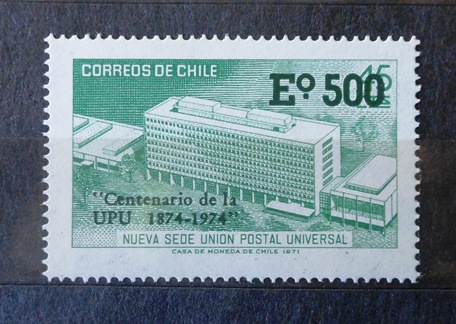 CORREOS DE CHILE
Eº 500
45
"Centenario de la
UPU 1874-1974"
NUEVA SEDE UNION POSTAL UNIVERSAL
CASA DE MONEDA DE CHILE 1971